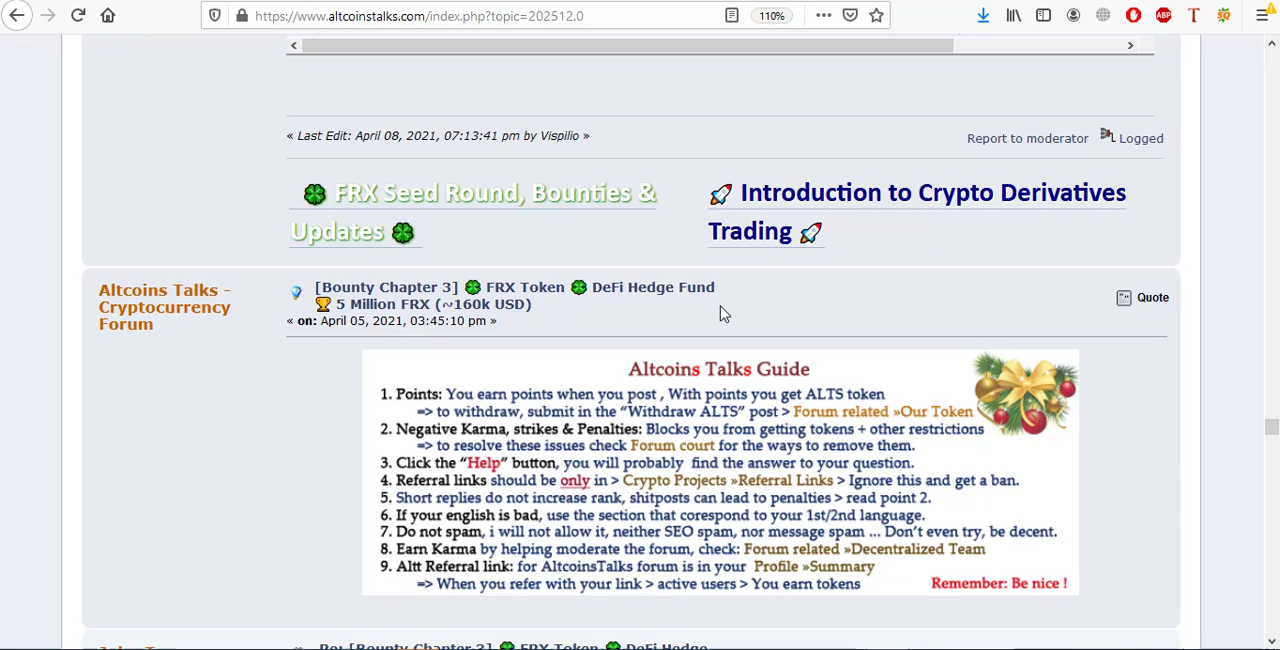 https://www.altcoinstalks.com/index.php?topic=202512.0
110%
ABP
T
« Last Edit: April 08, 2021, 07:13:41 pm by Vispilio »
Report to moderator Logged
🍀 FRX Seed Round, Bounties &
Updates 🍀
🚀 Introduction to Crypto Derivatives
Trading 🚀
Altcoins Talks -
Cryptocurrency
Forum
[Bounty Chapter 3] 🍀 FRX Token 🍀 DeFi Hedge Fund
🏆 5 Million FRX (~160k USD)
« on: April 05, 2021, 03:45:10 pm »
Quote
Altcoins Talks Guide
1. Points: You earn points when you post , With points you get ALTS token
=> to withdraw, submit in the “Withdraw ALTS” post > Forum related »Our Token
2. Negative Karma, strikes & Penalties: Blocks you from getting tokens + other restrictions
=> to resolve these issues check Forum court for the ways to remove them.
3. Click the “Help” button, you will probably find the answer to your question.
4. Referral links should be only in > Crypto Projects »Referral Links > Ignore this and get a ban.
5. Short replies do not increase rank, shitposts can lead to penalties > read point 2.
6. If your english is bad, use the section that corespond to your 1st/2nd language.
7. Do not spam, i will not allow it, neither SEO spam, nor message spam ... Don’t even try, be decent.
8. Earn Karma by helping moderate the forum, check: Forum related »Decentralized Team
9. Altt Referral link: for AltcoinsTalks forum is in your Profile »Summary
=> When you refer with your link > active users > You earn tokens
Remember: Be nice !
Re: [Bounty Chapter 3] 🍀 FRX Token 🍀 DeFi Hedge